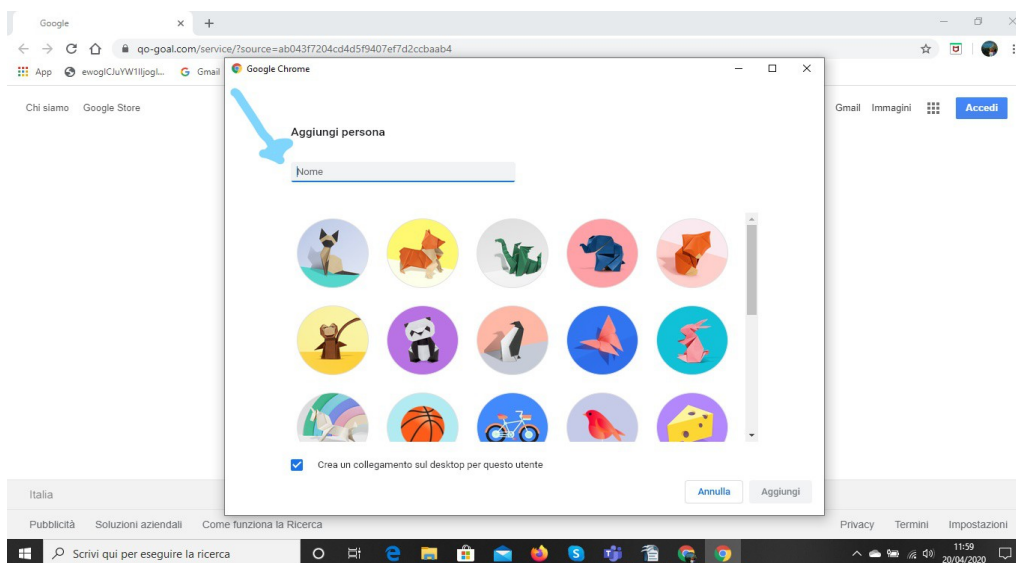 Google
qo-goal.com/service/?source=ab043f7204cd4d5f9407ef7d2ccbaab4
App ewoglCJuYW1lIjogI... Gmail
Google Chrome
Chi siamo Google Store
Gmail Immagini Accedi
Aggiungi persona
Nome
Crea un collegamento sul desktop per questo utente
Annulla Aggiungi
Italia
Pubblicità Soluzioni aziendali Come funziona la Ricerca
Privacy Termini Impostazioni
Scrivi qui per eseguire la ricerca
11:59
20/04/2020